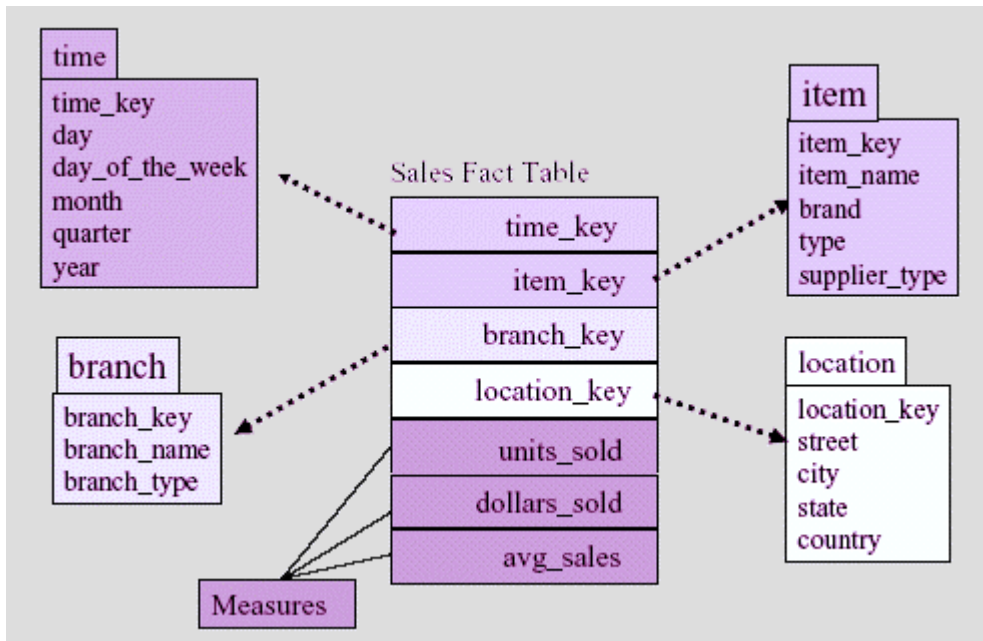 time
time_key
day
day_of_the_week
month
quarter
year
item
item_key
item_name
brand
type
supplier_type
Sales Fact Table
time_key
item_key
branch_key
location_key
units_sold
dollars_sold
avg_sales
branch
branch_key
branch_name
branch_type
location
location_key
street
city
state
country
Measures